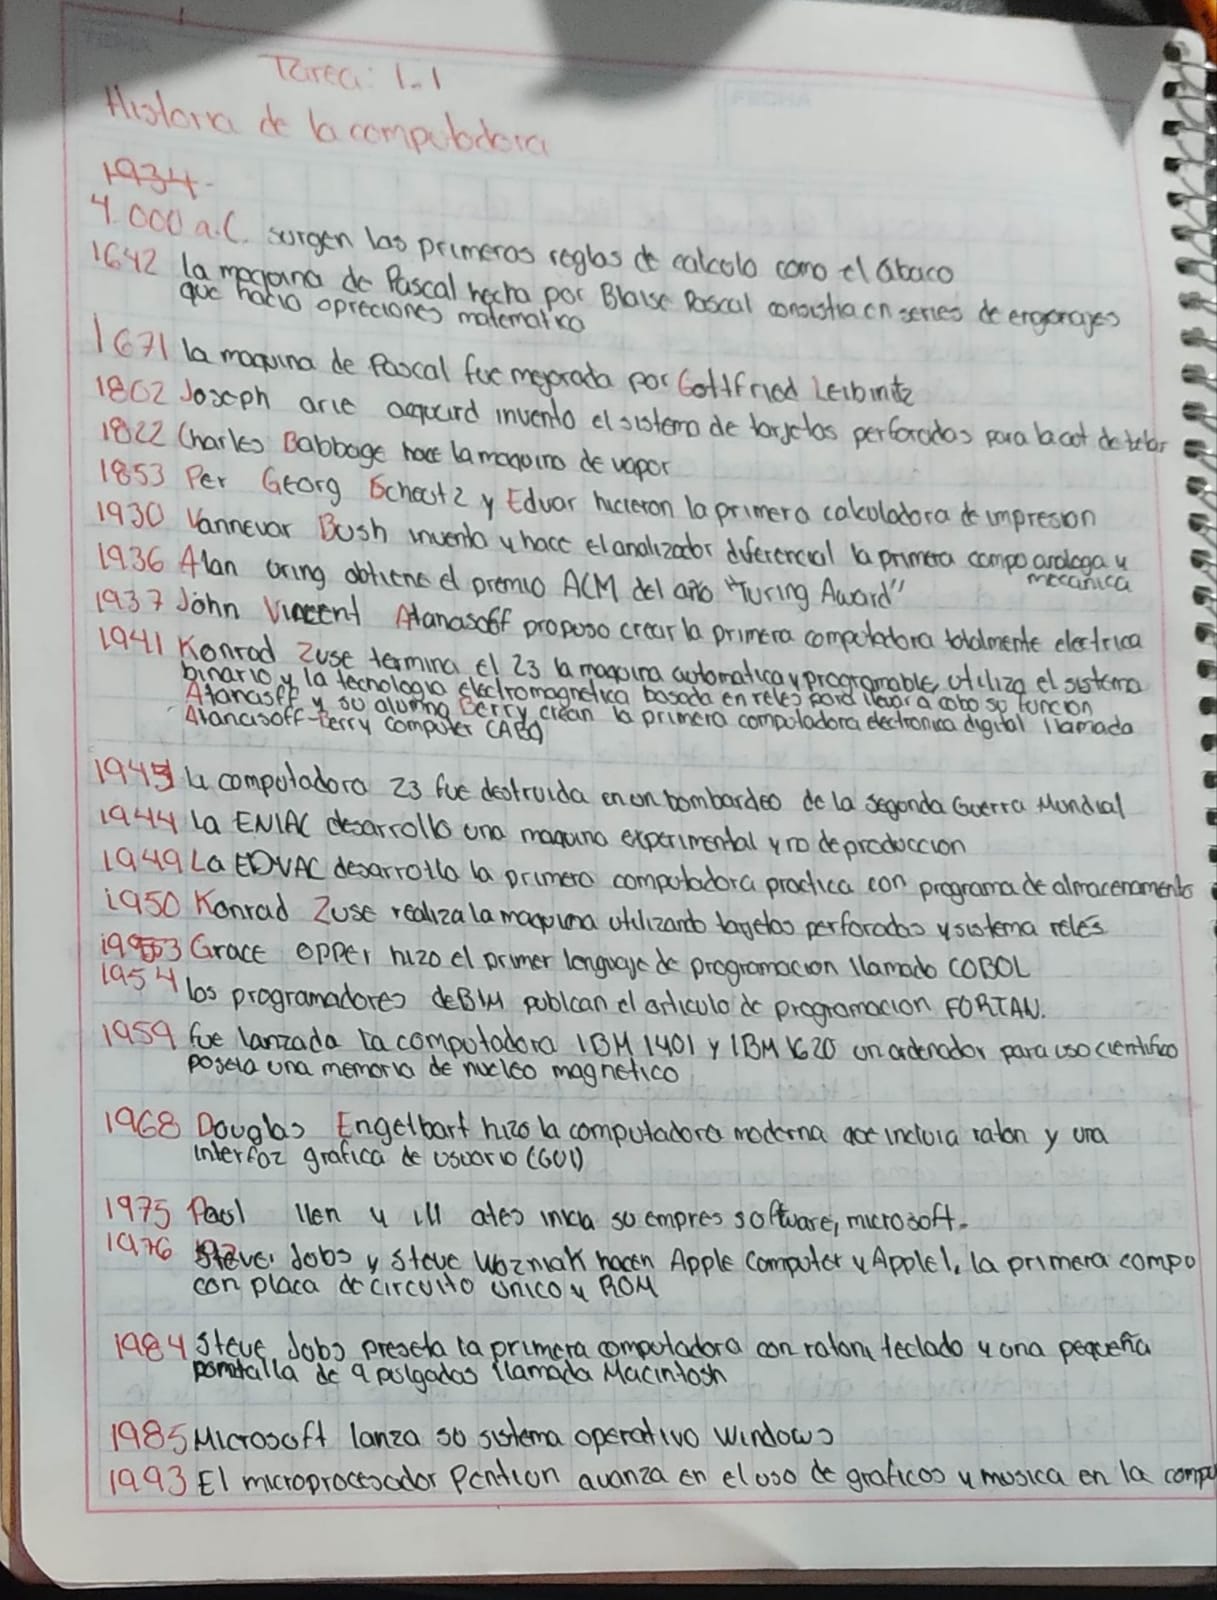 Tarea: 1.1
Historia de la computadora
1934-
4.000 a.C. surgen las primeros reglas de calculo como el abaco
1642 la maquina de Pascal hecha por Blaise Pascal consistia en series de engranajes
que hacia opreciones matematica
1671 la maquina de Pascal fue mejorada por Gottfried Leibnitz
1802 Joseph arie acquard invento el sistema de tarjetas perforadas para la de telar
1822 Charles Babbage hace la maquina de vapor
1853 Per Georg Scheutz y Eduar hicieron la primera calculadora de impresion
1930 Vannevar Bush invento y hace el analizador diferencial la primera compu analoga y
mecanica
1936 Alan uring obtiene el premio ACM del año "Turing Award"
1937 John Vincent Atanasoff propuso crear la primera computadora totalmente electrica
1941 Konrad Zuse termina el Z3 la maquina automatica y programable, utiliza el sistema
binario y la tecnologia electromagnetica basada en reles para llevar a cabo su funcion
Atanasff y su alumno Berry crean la primera computadora electronica digital llamada
Atanasoff-Berry Computer (ABC)
1945 la computadora Z3 fue destruida en un bombardeo de la segunda Guerra Mundial
1944 La ENIAC desarrollo una maquina experimental y no de produccion
1949 La EDVAC desarrolla la primera computadora practica con programa de almacenamento
1950 Konrad Zuse realiza la maquina utilizando tarjetas perforadas y sistema relés
1953 Grace opper hizo el primer lenguaje de programacion llamado COBOL
1954 los programadores de BIM publcan el articulo de programacion FORTAN.
1959 fue lanzada la computadora IBM 1401 y IBM 1620 un ordenador para uso cientifico
poseia una memoria de nucleo magnetico
1968 Douglas Engelbart hizo la computadora moderna que incluia raton y una
interfaz grafica de usuario (GUI)
1975 Paul llen y ill ates inicia su empres software, microsoft.
1976 Steve Jobs y Steve Wozniak hacen Apple Computer y Apple I, la primera compu
con placa de circuito unico y ROM
1984 Steve Jobs preseta la primera computadora con raton, teclado y una pequeña
pantalla de 9 pulgadas llamada Macintosh
1985 Microsoft lanza su sistema operativo Windows
1993 El microprocesador Pention avanza en el uso de graficos y musica en la compu